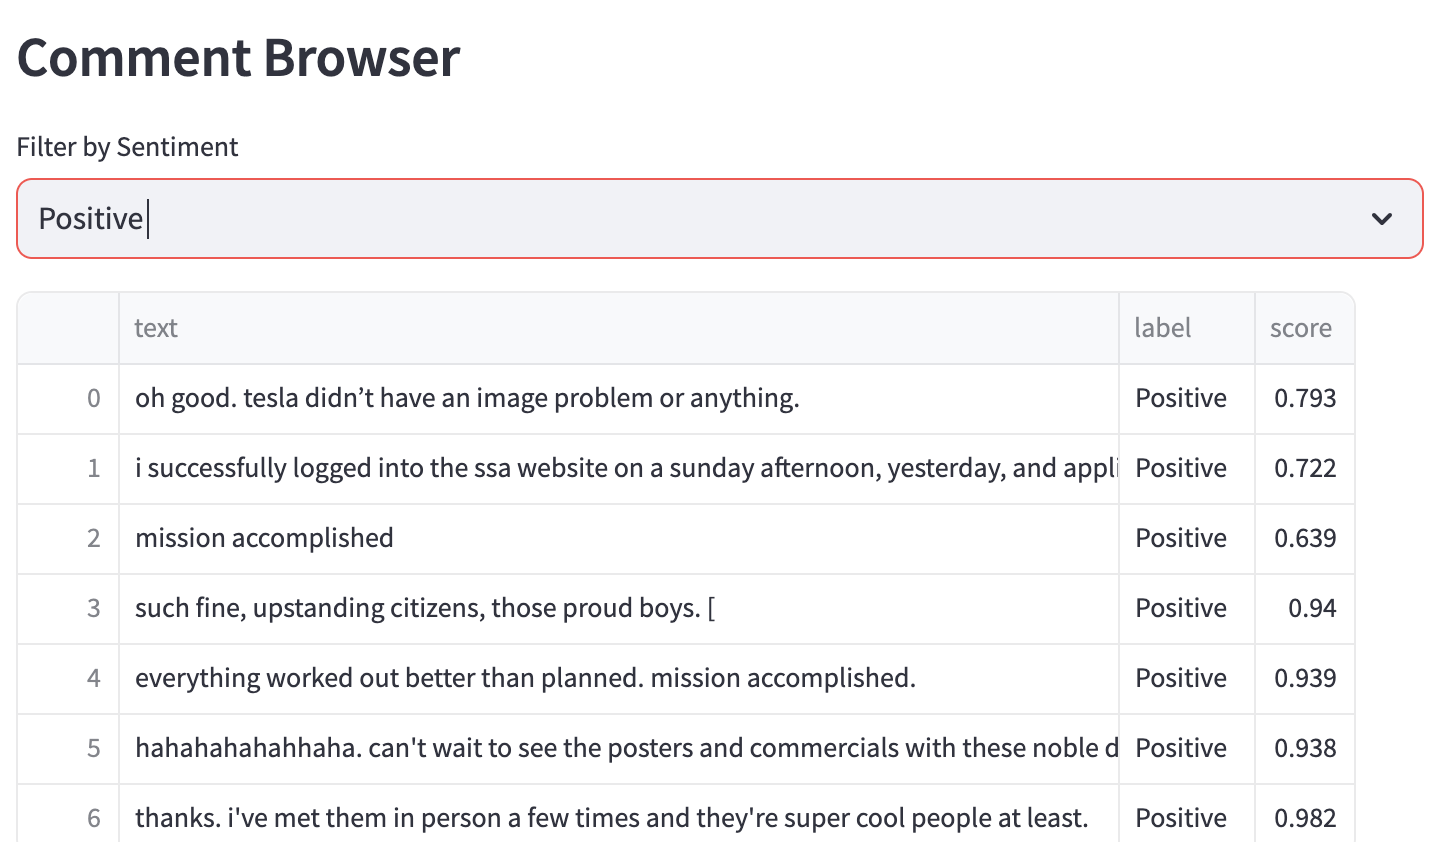 Comment Browser
Filter by Sentiment
Positive
text label score
0 oh good. tesla didn’t have an image problem or anything. Positive 0.793
1 i successfully logged into the ssa website on a sunday afternoon, yesterday, and appli Positive 0.722
2 mission accomplished Positive 0.639
3 such fine, upstanding citizens, those proud boys. [ Positive 0.94
4 everything worked out better than planned. mission accomplished. Positive 0.939
5 hahahahahahhaha. can't wait to see the posters and commercials with these noble d Positive 0.938
6 thanks. i've met them in person a few times and they're super cool people at least. Positive 0.982